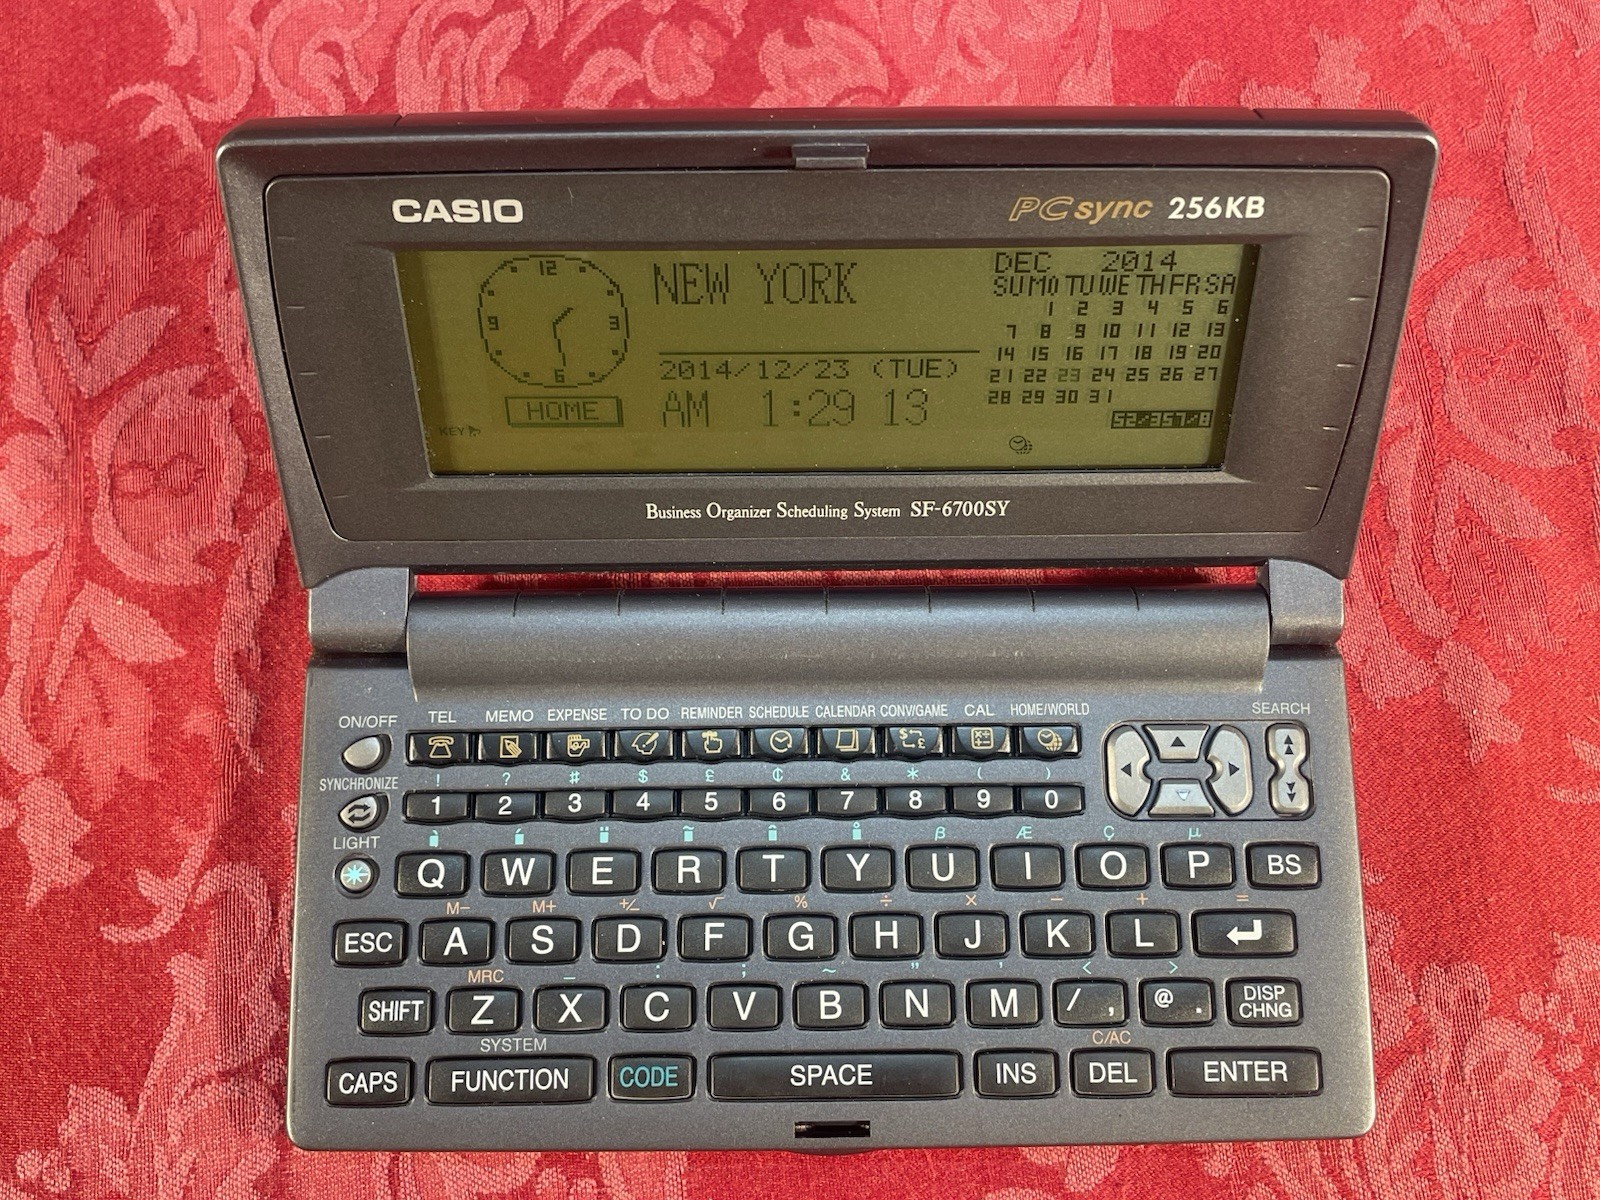 CASIO
PC sync 256KB
12
9 3
6
HOME
KEY
NEW YORK
2014/12/23 (TUE)
AM 1:29 13
DEC 2014
SU MO TU WE TH FR SA
1 2 3 4 5 6
7 8 9 10 11 12 13
14 15 16 17 18 19 20
21 22 23 24 25 26 27
28 29 30 31
Business Organizer Scheduling System SF-6700SY
ON/OFF TEL MEMO EXPENSE TO DO REMINDER SCHEDULE CALENDAR CONV/GAME CAL HOME/WORLD SEARCH
SYNCHRONIZE ! ? # $ £ ¢ & * ( )
1 2 3 4 5 6 7 8 9 0
LIGHT β Æ Ç μ
Q W E R T Y U I O P BS
M− M+ +/− √ % ÷ × − + =
ESC A S D F G H J K L ↵
MRC _ : ; ~ " ' < >
SHIFT Z X C V B N M / , @ . DISP CHNG
SYSTEM C/AC
CAPS FUNCTION CODE SPACE INS DEL ENTER